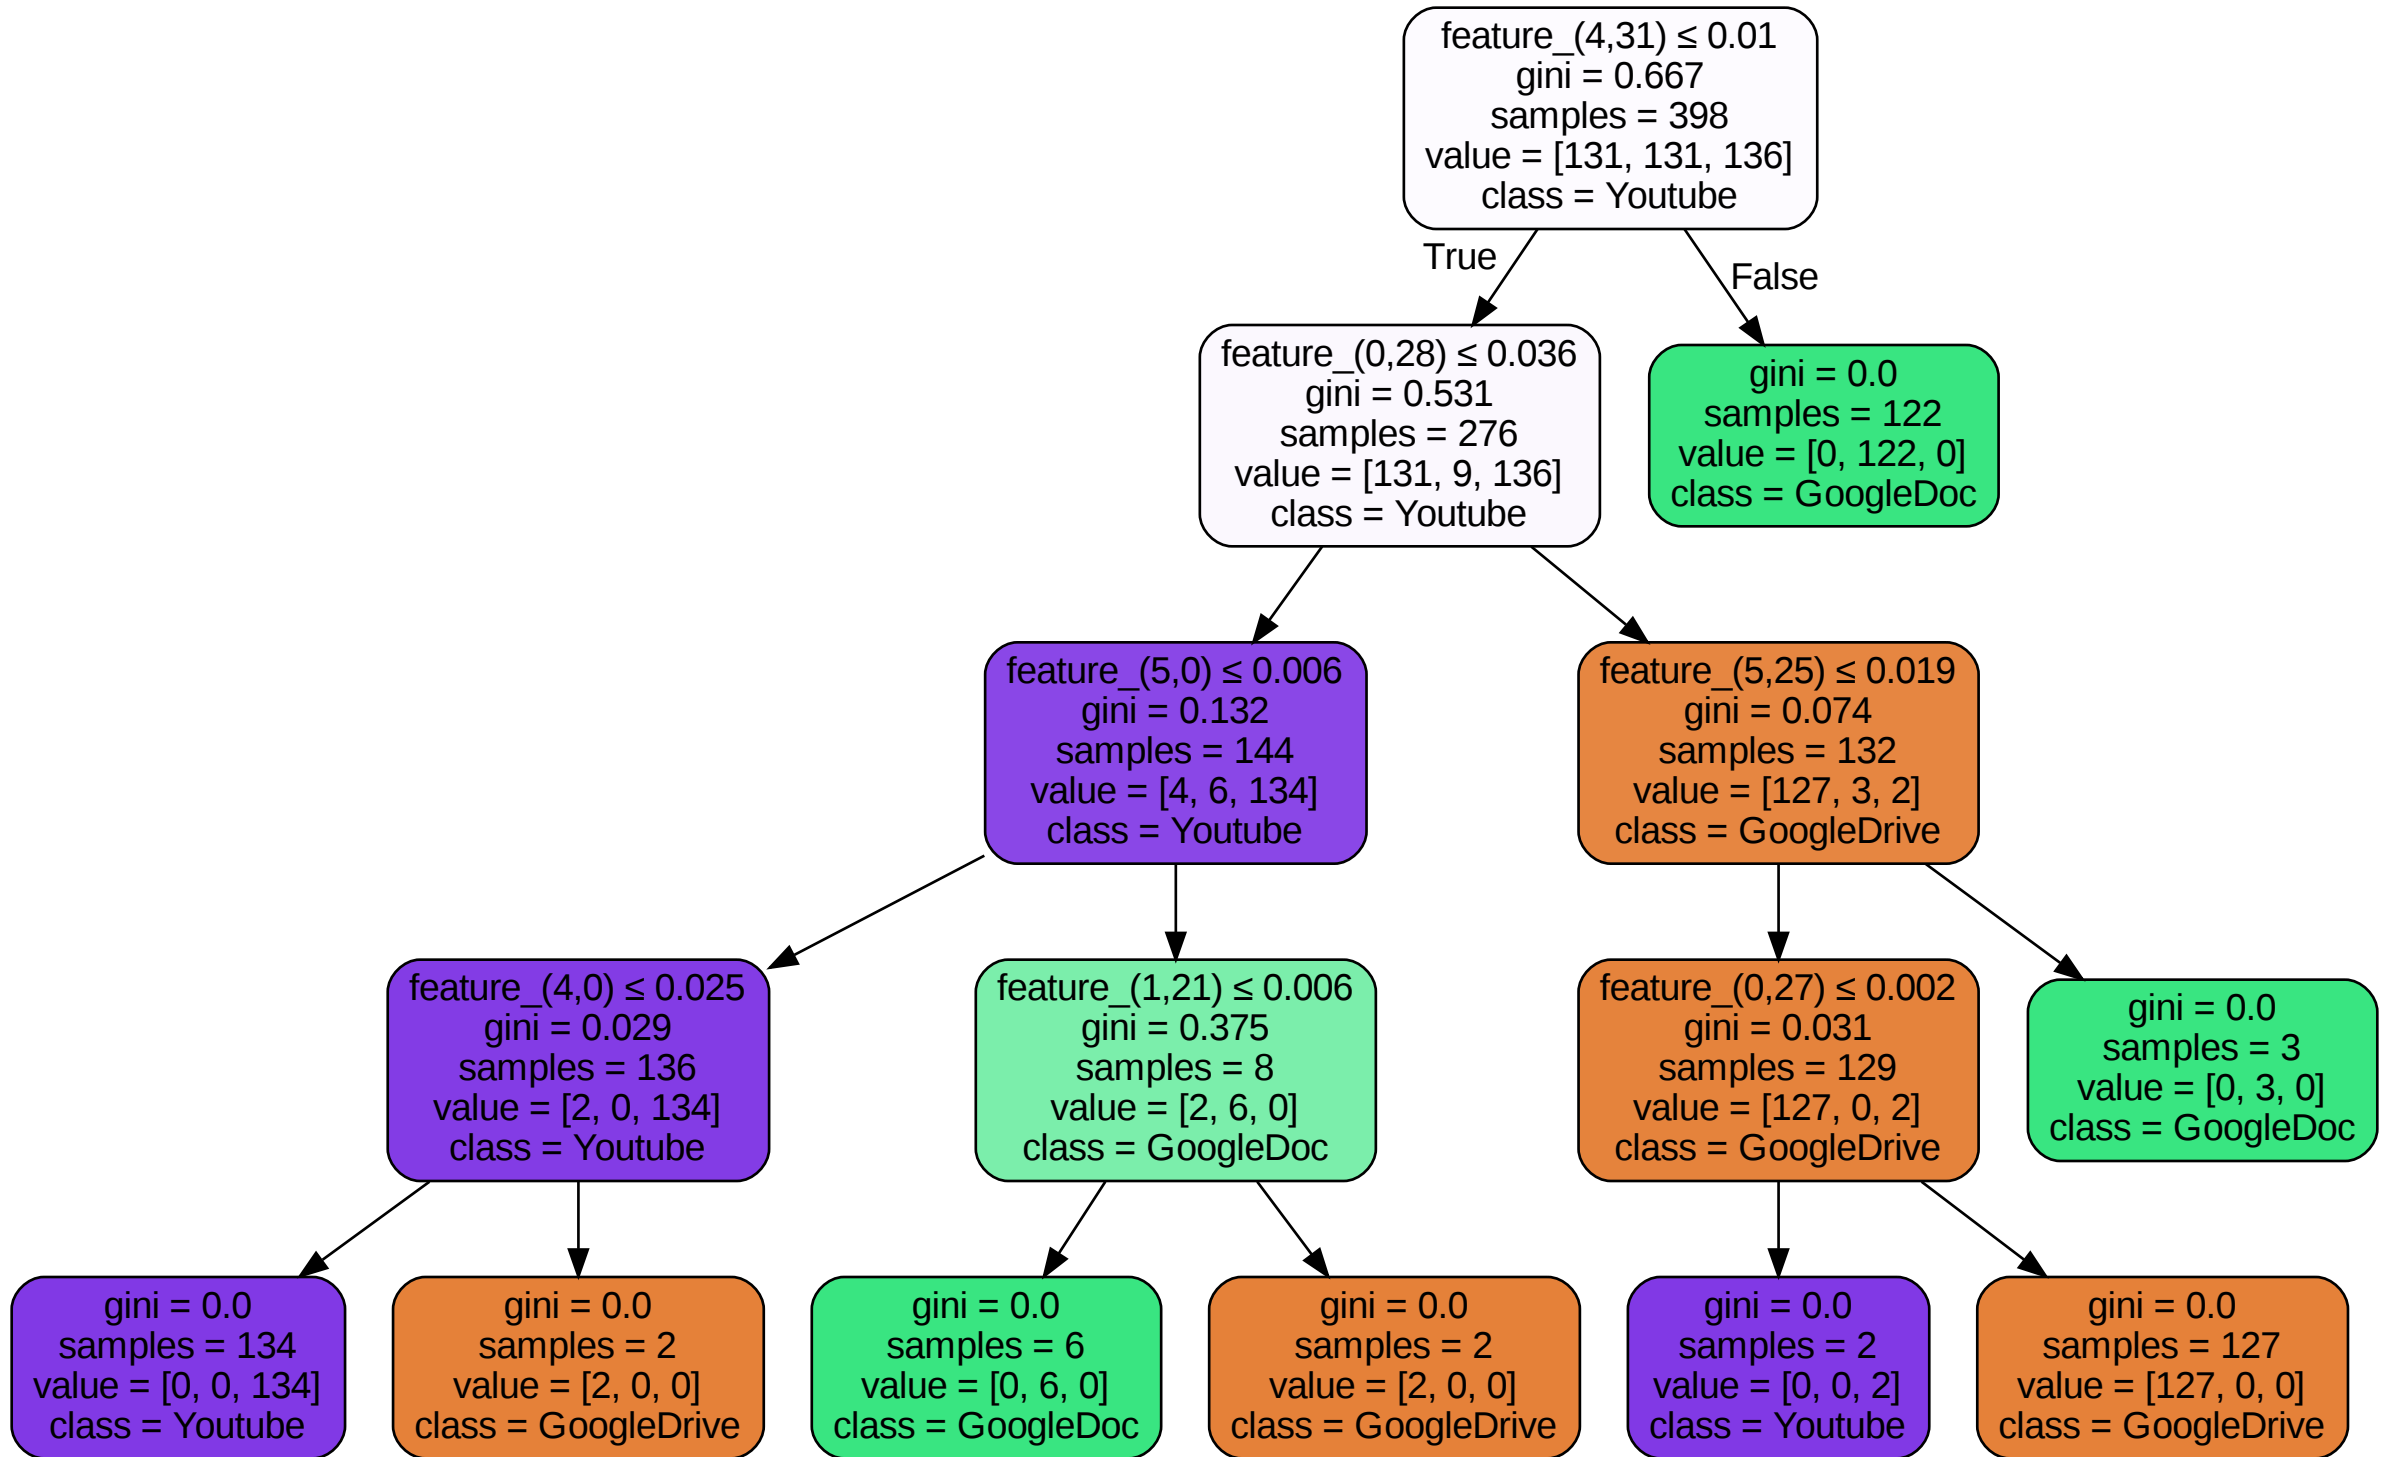 feature_(4,31) ≤ 0.01
gini = 0.667
samples = 398
value = [131, 131, 136]
class = Youtube
True
False
feature_(0,28) ≤ 0.036
gini = 0.531
samples = 276
value = [131, 9, 136]
class = Youtube
gini = 0.0
samples = 122
value = [0, 122, 0]
class = GoogleDoc
feature_(5,0) ≤ 0.006
gini = 0.132
samples = 144
value = [4, 6, 134]
class = Youtube
feature_(5,25) ≤ 0.019
gini = 0.074
samples = 132
value = [127, 3, 2]
class = GoogleDrive
feature_(4,0) ≤ 0.025
gini = 0.029
samples = 136
value = [2, 0, 134]
class = Youtube
feature_(1,21) ≤ 0.006
gini = 0.375
samples = 8
value = [2, 6, 0]
class = GoogleDoc
feature_(0,27) ≤ 0.002
gini = 0.031
samples = 129
value = [127, 0, 2]
class = GoogleDrive
gini = 0.0
samples = 3
value = [0, 3, 0]
class = GoogleDoc
gini = 0.0
samples = 134
value = [0, 0, 134]
class = Youtube
gini = 0.0
samples = 2
value = [2, 0, 0]
class = GoogleDrive
gini = 0.0
samples = 6
value = [0, 6, 0]
class = GoogleDoc
gini = 0.0
samples = 2
value = [2, 0, 0]
class = GoogleDrive
gini = 0.0
samples = 2
value = [0, 0, 2]
class = Youtube
gini = 0.0
samples = 127
value = [127, 0, 0]
class = GoogleDrive